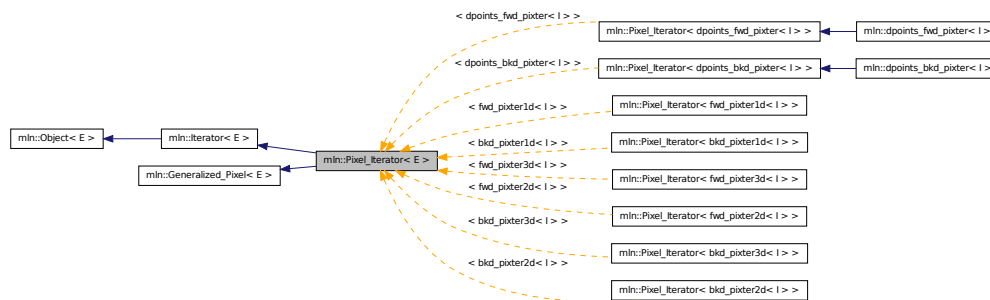 < dpoints_fwd_pixter< I > >
mln::Pixel_Iterator< dpoints_fwd_pixter< I > >
mln::dpoints_fwd_pixter< I
< dpoints_bkd_pixter< I > >
mln::Pixel_Iterator< dpoints_bkd_pixter< I > >
mln::dpoints_bkd_pixter< I
< fwd_pixter1d< I > >
mln::Pixel_Iterator< fwd_pixter1d< I > >
mln::Object< E >
mln::Iterator< E >
< bkd_pixter1d< I > >
mln::Pixel_Iterator< bkd_pixter1d< I > >
mln::Pixel_Iterator< E >
mln::Generalized_Pixel< E >
< fwd_pixter3d< I > >
mln::Pixel_Iterator< fwd_pixter3d< I > >
< fwd_pixter2d< I > >
mln::Pixel_Iterator< fwd_pixter2d< I > >
< bkd_pixter3d< I > >
mln::Pixel_Iterator< bkd_pixter3d< I > >
< bkd_pixter2d< I > >
mln::Pixel_Iterator< bkd_pixter2d< I > >